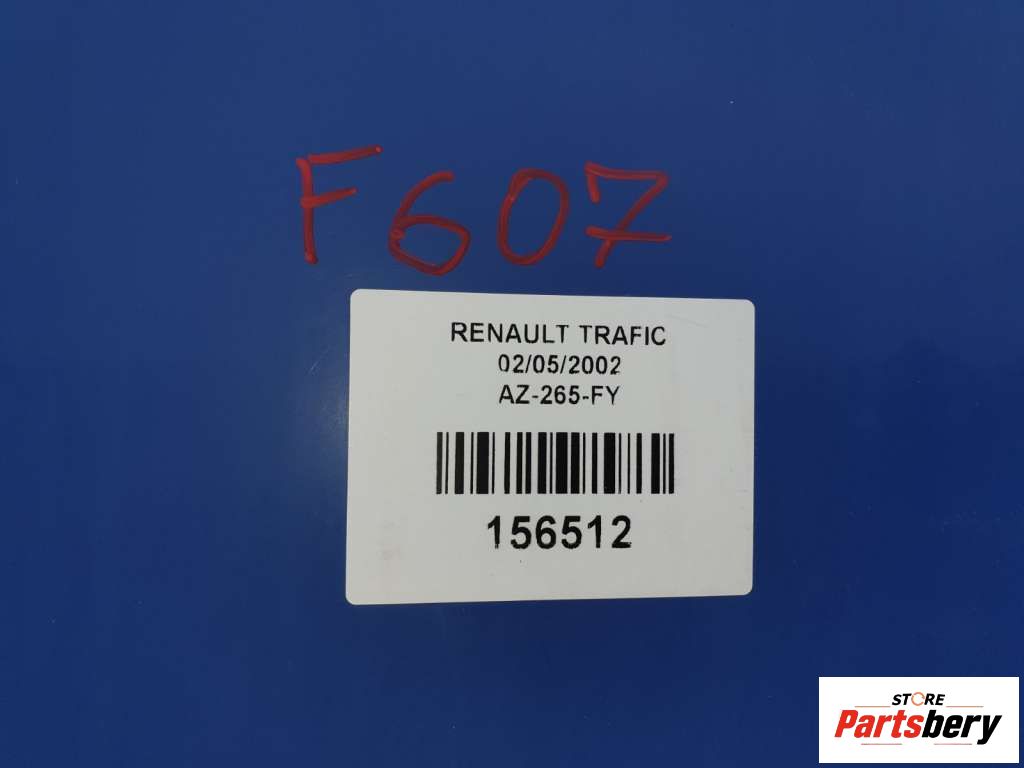 F607
RENAULT TRAFIC
02/05/2002
AZ-265-FY
156512
STORE
Partsbery